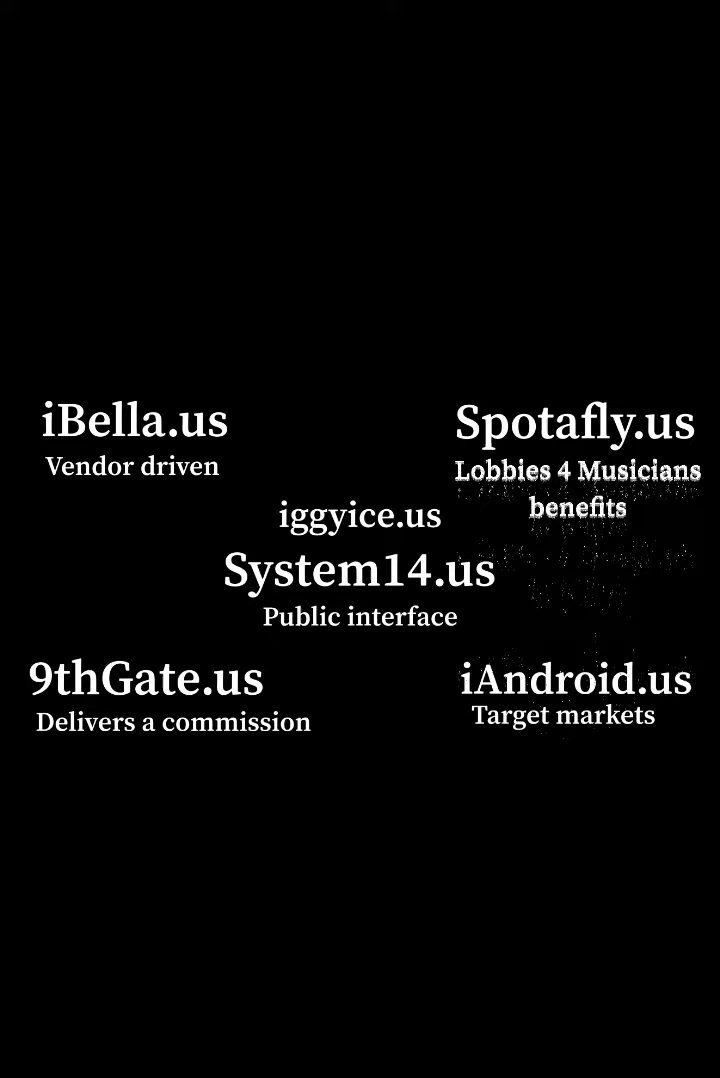 iBella.us
Vendor driven
Spotafly.us
Lobbies 4 Musicians
benefits
iggyice.us
System14.us
Public interface
9thGate.us
Delivers a commission
iAndroid.us
Target markets